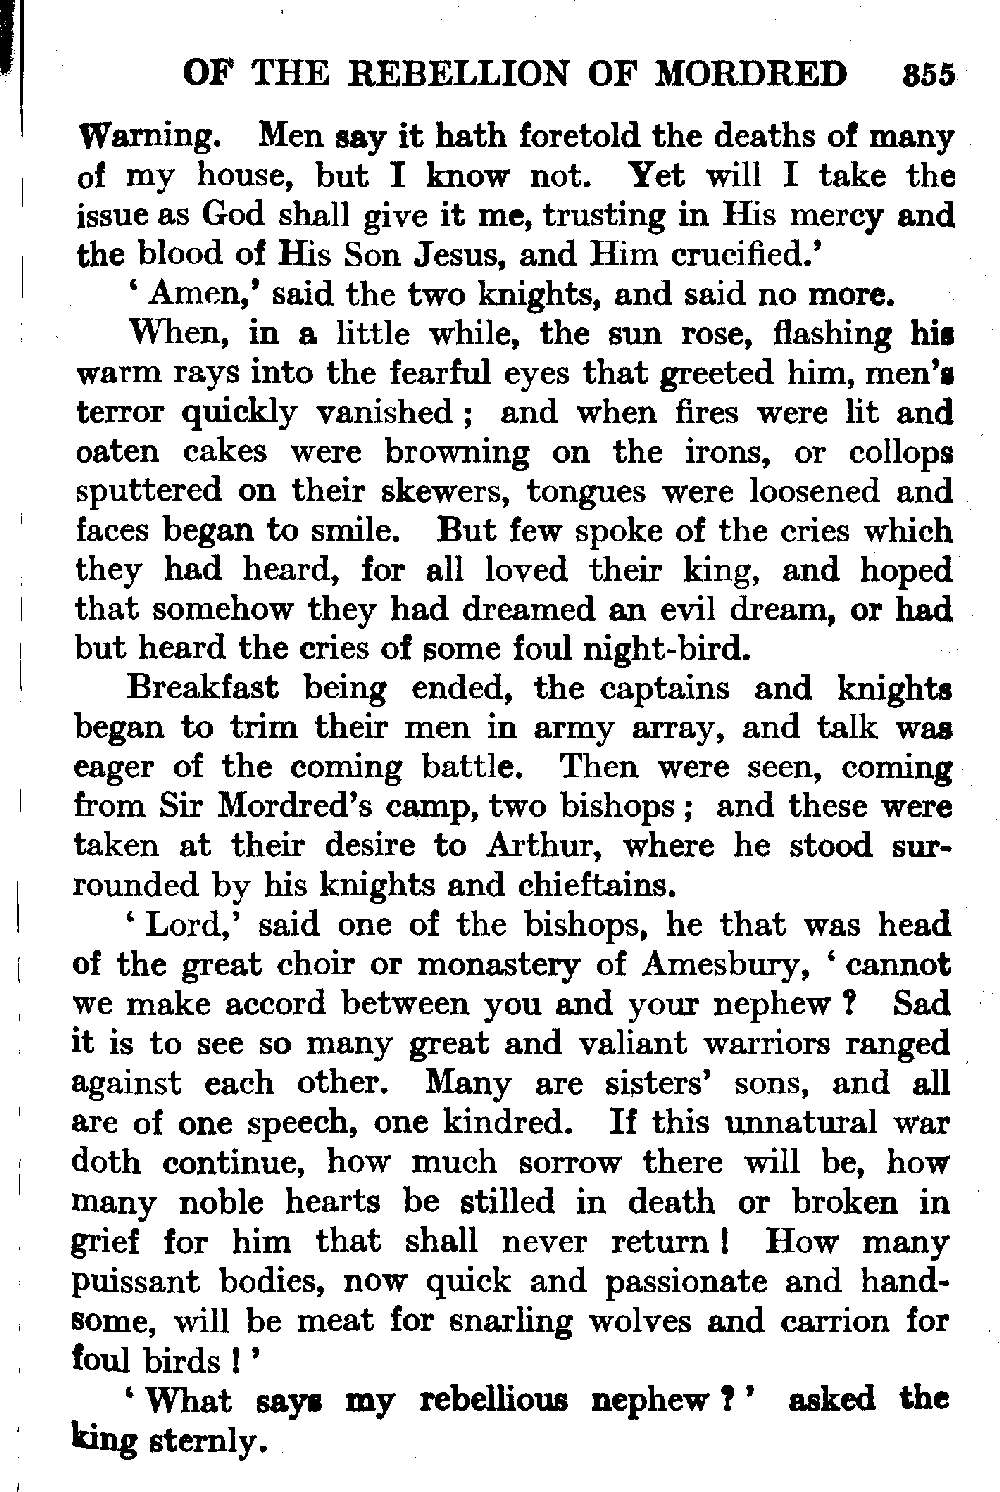 OF THE REBELLION OF MORDRED 355
Warning. Men say it hath foretold the deaths of many
of my house, but I know not. Yet will I take the
issue as God shall give it me, trusting in His mercy and
the blood of His Son Jesus, and Him crucified.’
‘ Amen,’ said the two knights, and said no more.
When, in a little while, the sun rose, flashing his
warm rays into the fearful eyes that greeted him, men’s
terror quickly vanished ; and when fires were lit and
oaten cakes were browning on the irons, or collops
sputtered on their skewers, tongues were loosened and
faces began to smile. But few spoke of the cries which
they had heard, for all loved their king, and hoped
that somehow they had dreamed an evil dream, or had
but heard the cries of some foul night-bird.
Breakfast being ended, the captains and knights
began to trim their men in army array, and talk was
eager of the coming battle. Then were seen, coming
from Sir Mordred’s camp, two bishops ; and these were
taken at their desire to Arthur, where he stood sur-
rounded by his knights and chieftains.
‘ Lord,’ said one of the bishops, he that was head
of the great choir or monastery of Amesbury, ‘ cannot
we make accord between you and your nephew ? Sad
it is to see so many great and valiant warriors ranged
against each other. Many are sisters’ sons, and all
are of one speech, one kindred. If this unnatural war
doth continue, how much sorrow there will be, how
many noble hearts be stilled in death or broken in
grief for him that shall never return ! How many
puissant bodies, now quick and passionate and hand-
some, will be meat for snarling wolves and carrion for
foul birds ! ’
‘ What says my rebellious nephew ? ’ asked the
king sternly.